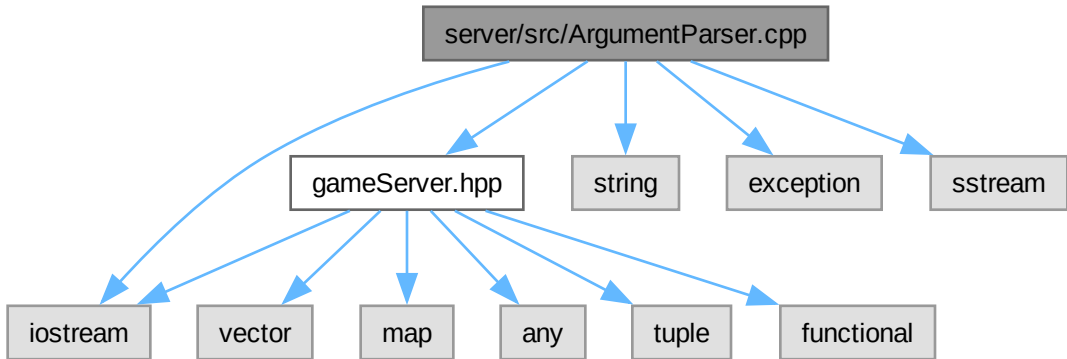 server/src/ArgumentParser.cpp
gameServer.hpp
string
exception
sstream
iostream
vector
map
any
tuple
functional